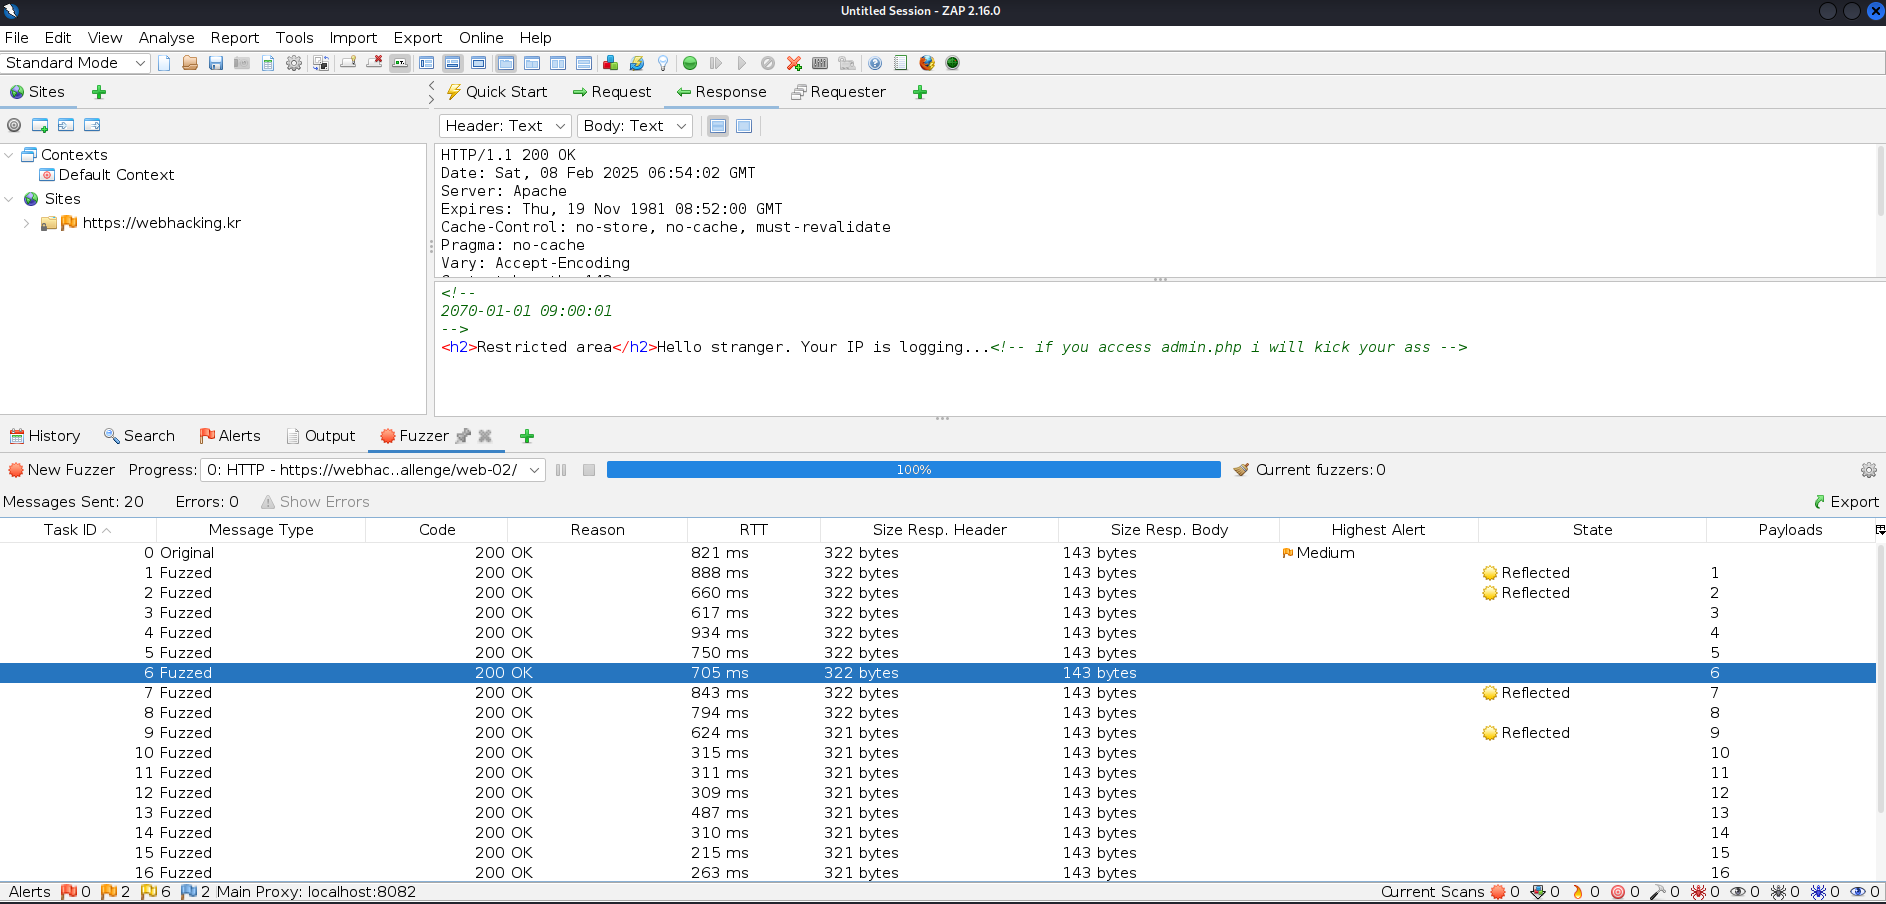 Untitled Session - ZAP 2.16.0
File Edit View Analyse Report Tools Import Export Online Help
Standard Mode
Sites
Quick Start Request Response Requester
Header: Text Body: Text
Contexts
Default Context
Sites
https://webhacking.kr
HTTP/1.1 200 OK
Date: Sat, 08 Feb 2025 06:54:02 GMT
Server: Apache
Expires: Thu, 19 Nov 1981 08:52:00 GMT
Cache-Control: no-store, no-cache, must-revalidate
Pragma: no-cache
Vary: Accept-Encoding
<!--
2070-01-01 09:00:01
-->
<h2>Restricted area</h2>Hello stranger. Your IP is logging...<!-- if you access admin.php i will kick your ass -->
History Search Alerts Output Fuzzer
New Fuzzer Progress: 0: HTTP - https://webhac..allenge/web-02/ 100% Current fuzzers: 0
Messages Sent: 20 Errors: 0 Show Errors Export
Task ID Message Type Code Reason RTT Size Resp. Header Size Resp. Body Highest Alert State Payloads
0 Original 200 OK 821 ms 322 bytes 143 bytes Medium
1 Fuzzed 200 OK 888 ms 322 bytes 143 bytes Reflected 1
2 Fuzzed 200 OK 660 ms 322 bytes 143 bytes Reflected 2
3 Fuzzed 200 OK 617 ms 322 bytes 143 bytes 3
4 Fuzzed 200 OK 934 ms 322 bytes 143 bytes 4
5 Fuzzed 200 OK 750 ms 322 bytes 143 bytes 5
6 Fuzzed 200 OK 705 ms 322 bytes 143 bytes 6
7 Fuzzed 200 OK 843 ms 322 bytes 143 bytes Reflected 7
8 Fuzzed 200 OK 794 ms 322 bytes 143 bytes 8
9 Fuzzed 200 OK 624 ms 321 bytes 143 bytes Reflected 9
10 Fuzzed 200 OK 315 ms 321 bytes 143 bytes 10
11 Fuzzed 200 OK 311 ms 321 bytes 143 bytes 11
12 Fuzzed 200 OK 309 ms 321 bytes 143 bytes 12
13 Fuzzed 200 OK 487 ms 321 bytes 143 bytes 13
14 Fuzzed 200 OK 310 ms 321 bytes 143 bytes 14
15 Fuzzed 200 OK 215 ms 321 bytes 143 bytes 15
16 Fuzzed 200 OK 263 ms 321 bytes 143 bytes 16
Alerts 0 2 6 2 Main Proxy: localhost:8082 Current Scans 0 0 0 0 0 0 0 0 0 0